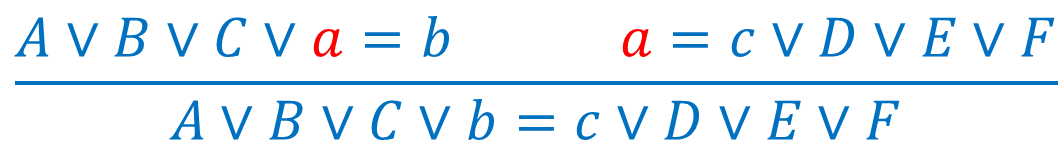 A ∨ B ∨ C ∨ a = b a = c ∨ D ∨ E ∨ F
A ∨ B ∨ C ∨ b = c ∨ D ∨ E ∨ F